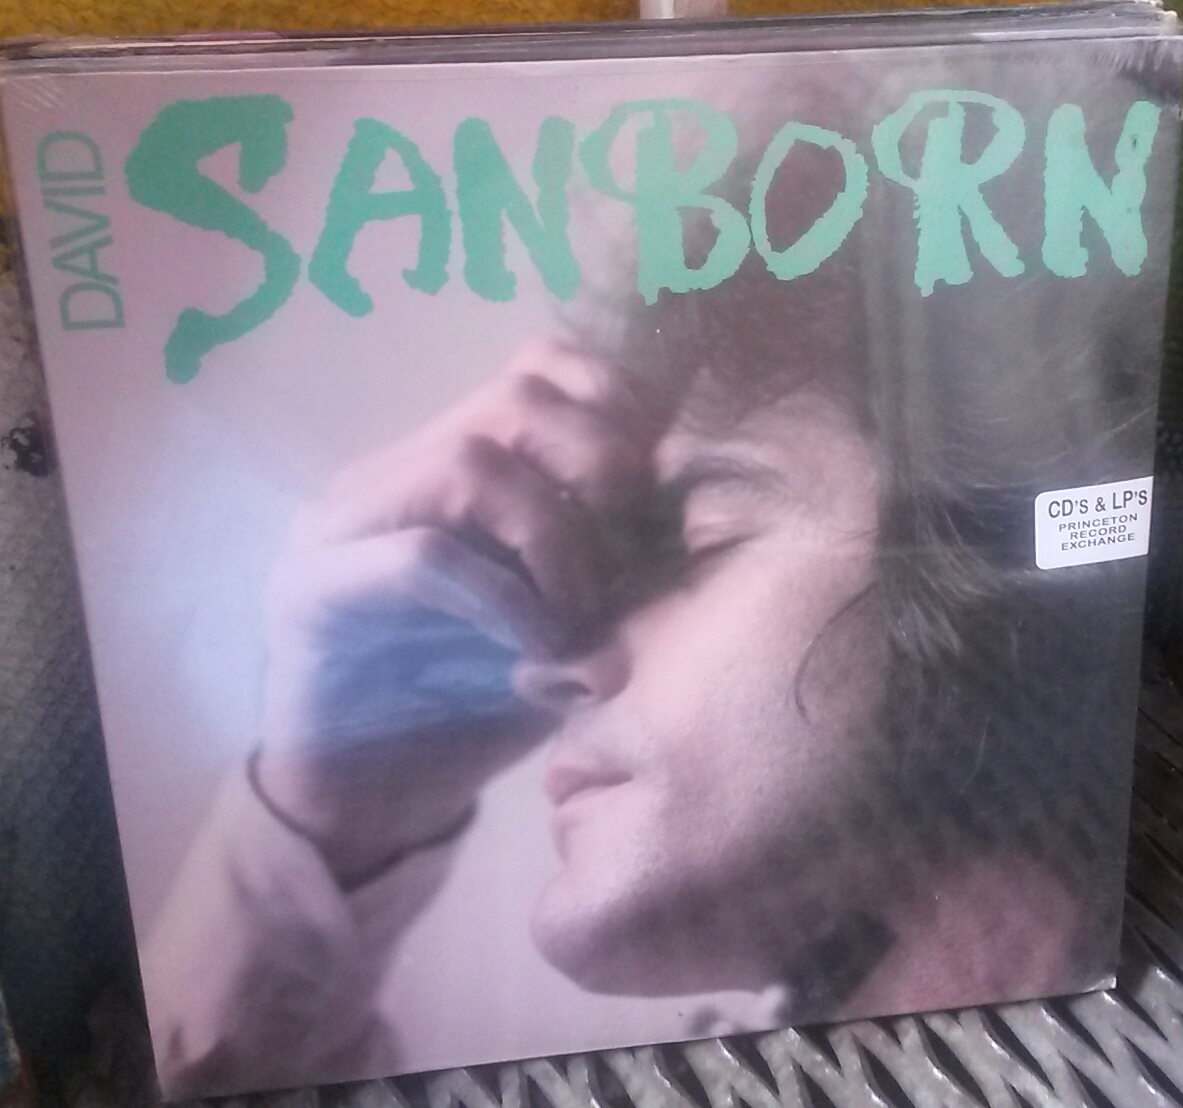 DAVID
SANBORN
CD'S & LP'S
PRINCETON
RECORD
EXCHANGE